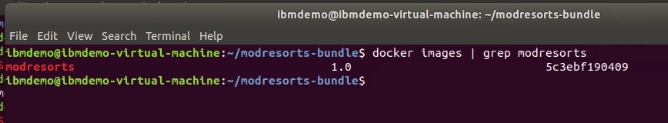 ibmdemo@ibmdemo-virtual-machine: ~/modresorts-bundle
File Edit View Search Terminal Help
ibmdemo@ibmdemo-virtual-machine:~/modresorts-bundle$ docker images | grep modresorts
modresorts 1.0 5c3ebf190409
ibmdemo@ibmdemo-virtual-machine:~/modresorts-bundle$